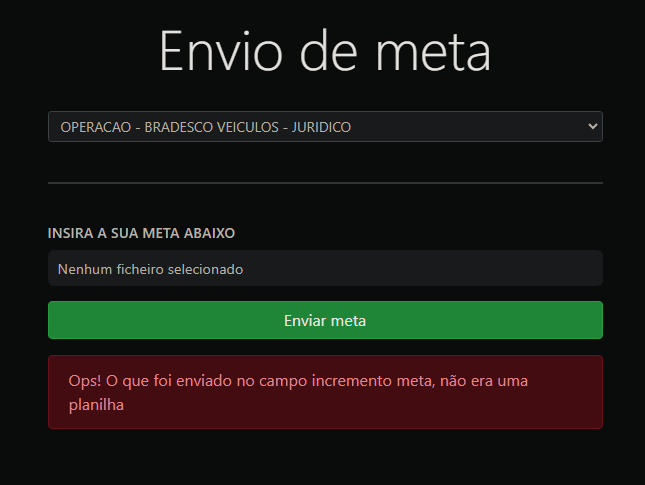 Envio de meta
OPERACAO - BRADESCO VEICULOS - JURIDICO
INSIRA A SUA META ABAIXO
Nenhum ficheiro selecionado
Enviar meta
Ops! O que foi enviado no campo incremento meta, não era uma
planilha